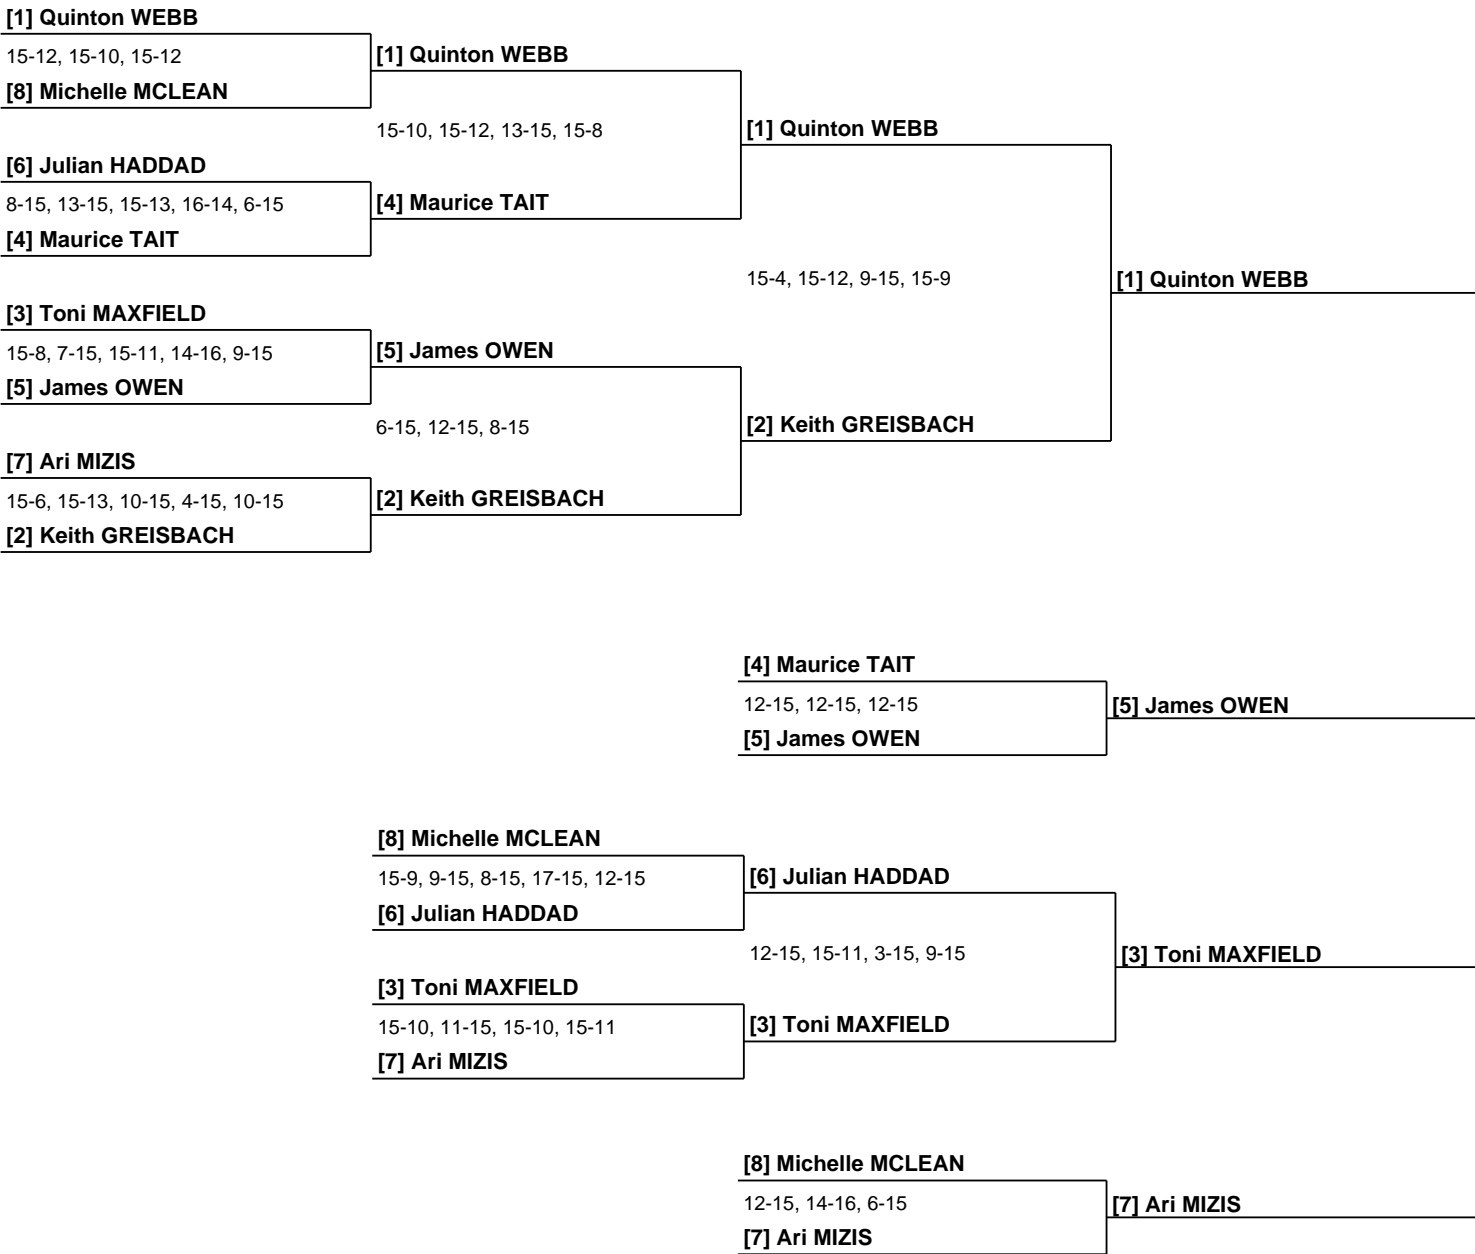 [1] Quinton WEBB
15-12, 15-10, 15-12
[1] Quinton WEBB
[8] Michelle MCLEAN
15-10, 15-12, 13-15, 15-8
[1] Quinton WEBB
[6] Julian HADDAD
8-15, 13-15, 15-13, 16-14, 6-15
[4] Maurice TAIT
[4] Maurice TAIT
15-4, 15-12, 9-15, 15-9
[1] Quinton WEBB
[3] Toni MAXFIELD
15-8, 7-15, 15-11, 14-16, 9-15
[5] James OWEN
[5] James OWEN
6-15, 12-15, 8-15
[2] Keith GREISBACH
[7] Ari MIZIS
15-6, 15-13, 10-15, 4-15, 10-15
[2] Keith GREISBACH
[2] Keith GREISBACH
[4] Maurice TAIT
12-15, 12-15, 12-15
[5] James OWEN
[5] James OWEN
[8] Michelle MCLEAN
15-9, 9-15, 8-15, 17-15, 12-15
[6] Julian HADDAD
[6] Julian HADDAD
12-15, 15-11, 3-15, 9-15
[3] Toni MAXFIELD
[3] Toni MAXFIELD
15-10, 11-15, 15-10, 15-11
[3] Toni MAXFIELD
[7] Ari MIZIS
[8] Michelle MCLEAN
12-15, 14-16, 6-15
[7] Ari MIZIS
[7] Ari MIZIS